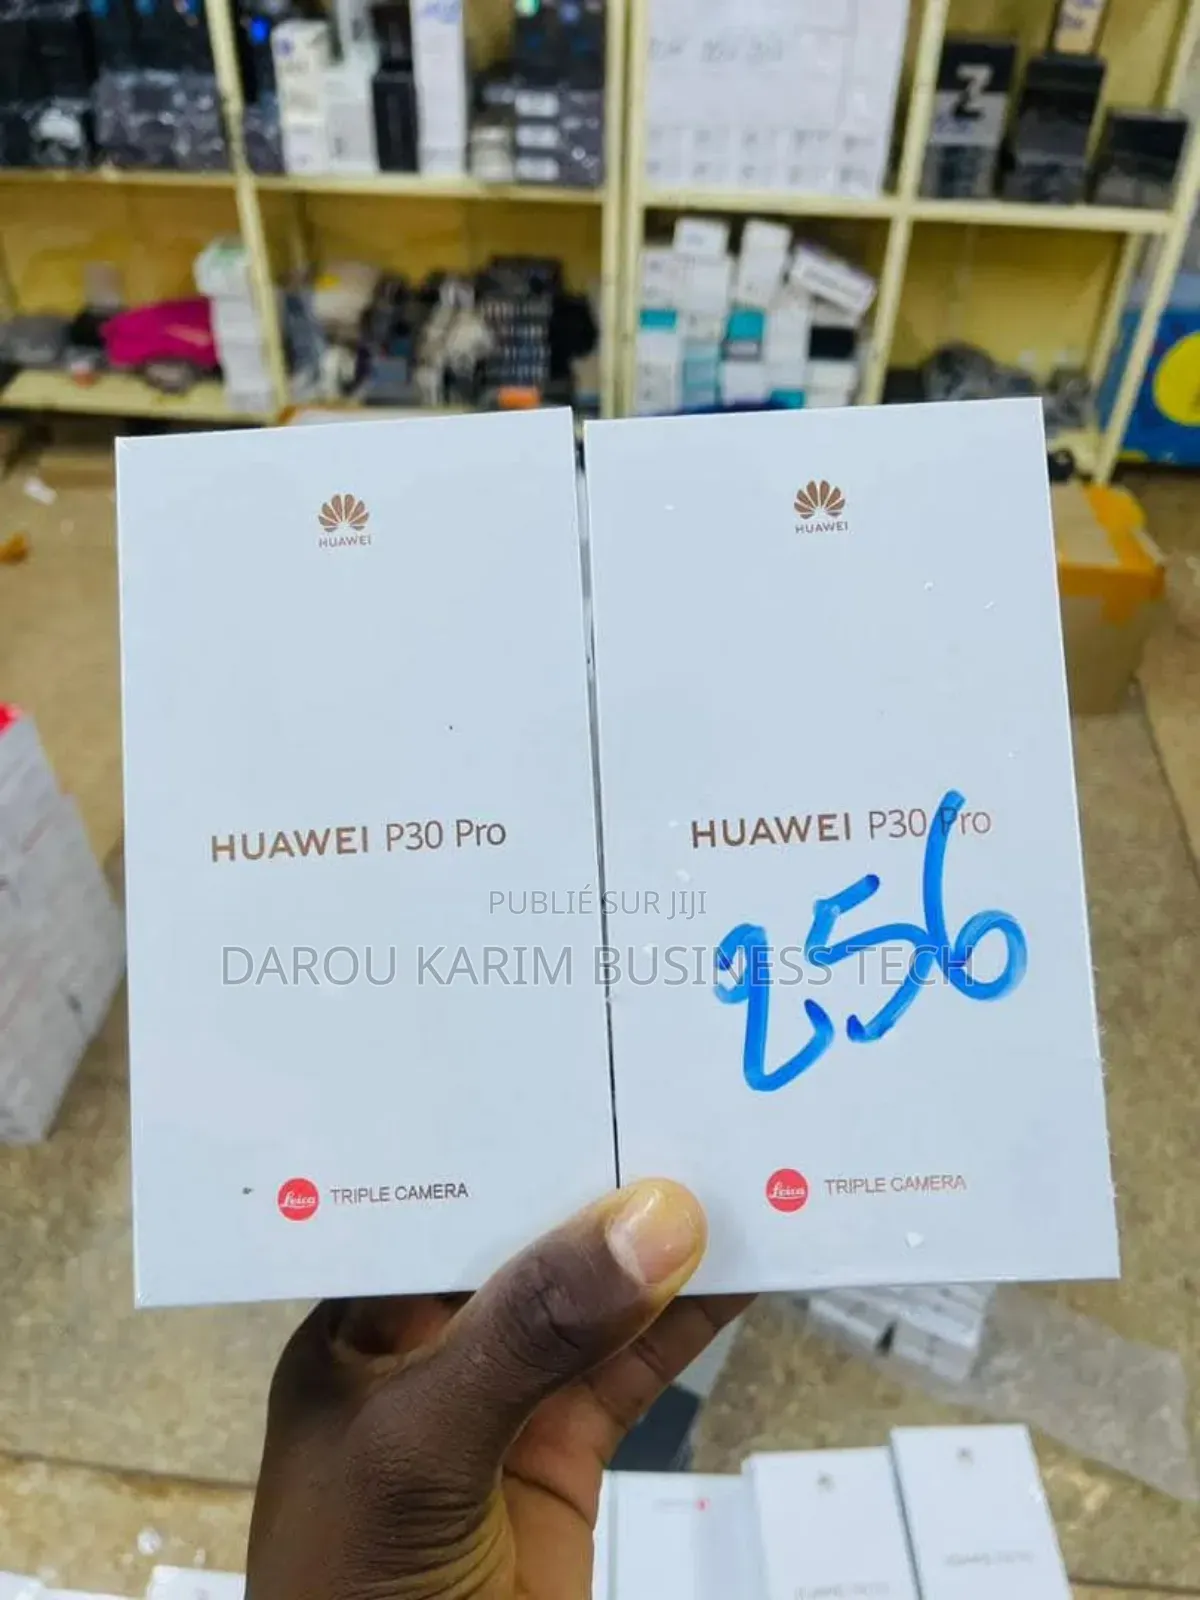 Z
HUAWEI
HUAWEI
HUAWEI P30 Pro
HUAWEI P30 Pro
PUBLIÉ SUR JIJI
DAROU KARIM BUSINESS TECH
256
Leica TRIPLE CAMERA
Leica TRIPLE CAMERA